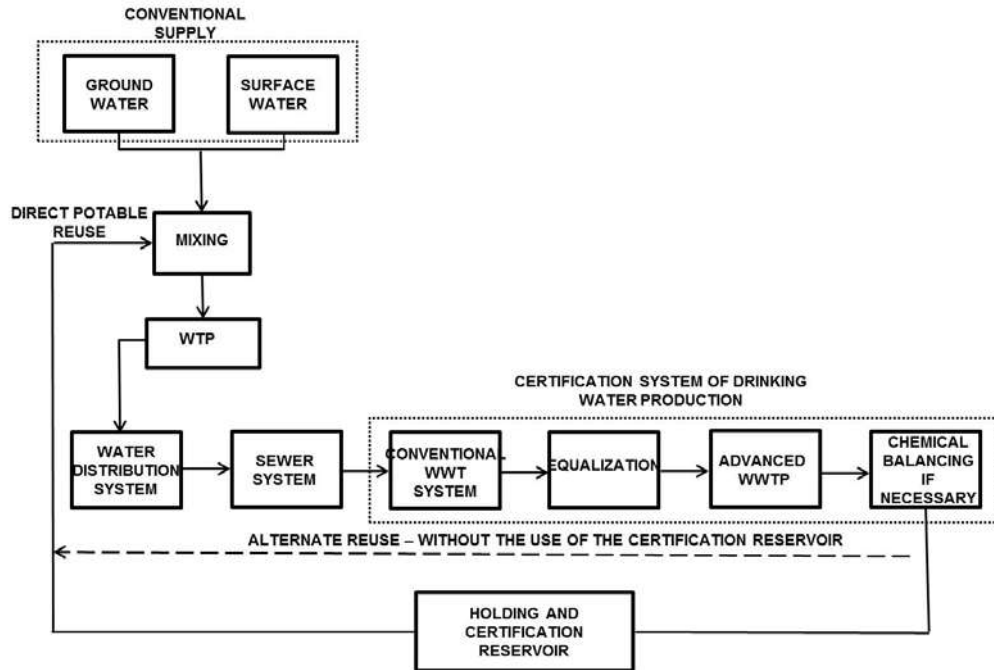 CONVENTIONAL
SUPPLY
GROUND
WATER
SURFACE
WATER
DIRECT POTABLE
REUSE
MIXING
WTP
CERTIFICATION SYSTEM OF DRINKING
WATER PRODUCTION
WATER
DISTRIBUTION
SYSTEM
SEWER
SYSTEM
CONVENTIONAL
WWT
SYSTEM
EQUALIZATION
ADVANCED
WWTP
CHEMICAL
BALANCING
IF
NECESSARY
ALTERNATE REUSE – WITHOUT THE USE OF THE CERTIFICATION RESERVOIR
HOLDING AND
CERTIFICATION
RESERVOIR